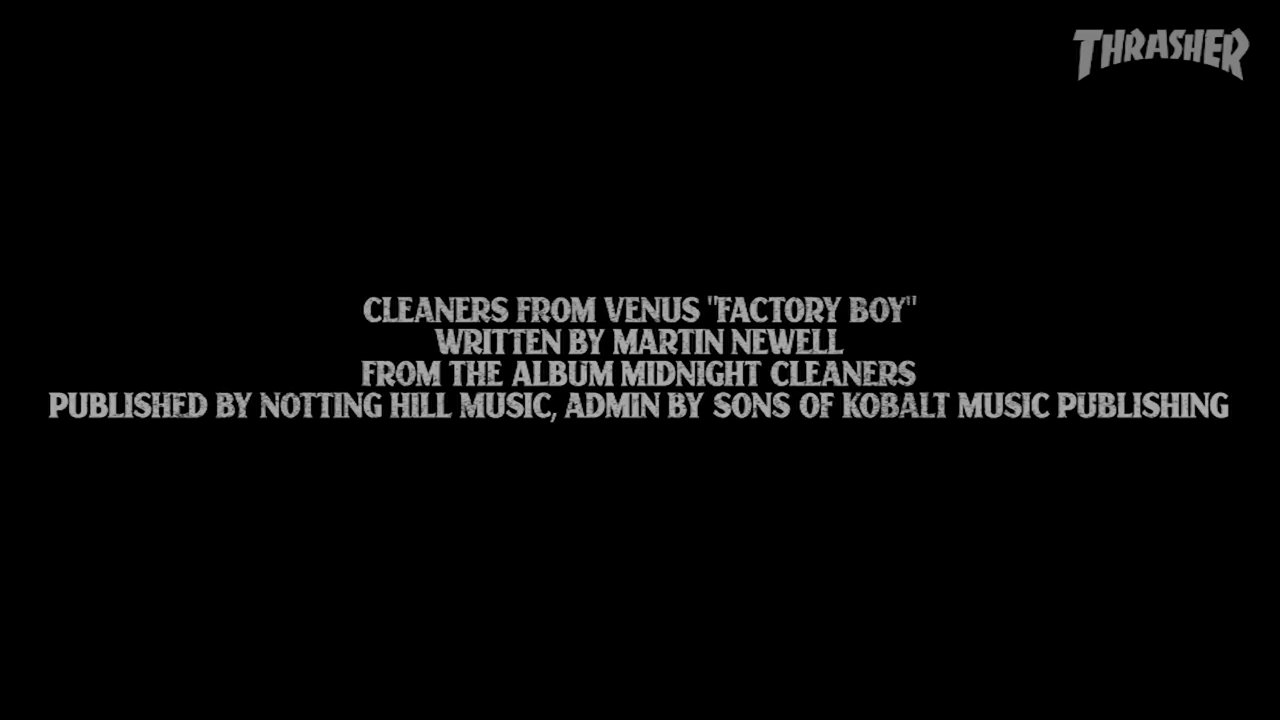 THRASHER
CLEANERS FROM VENUS "FACTORY BOY"
WRITTEN BY MARTIN NEWELL
FROM THE ALBUM MIDNIGHT CLEANERS
PUBLISHED BY NOTTING HILL MUSIC, ADMIN BY SONS OF KOBALT MUSIC PUBLISHING